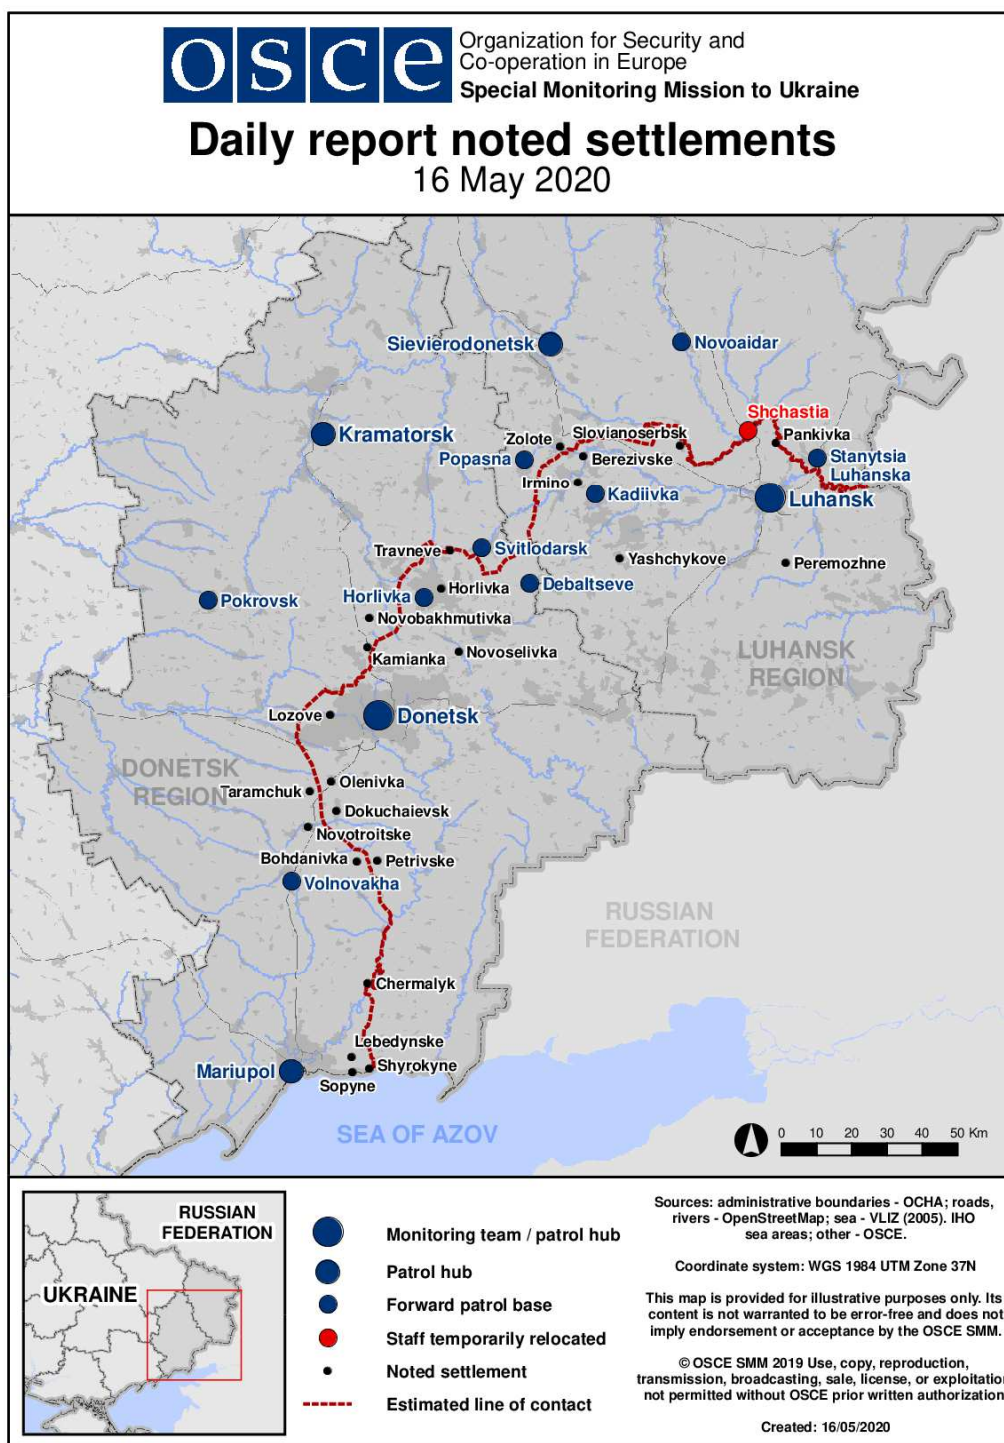 osce
Organization for Security and
Co-operation in Europe
Special Monitoring Mission to Ukraine
Daily report noted settlements
16 May 2020
Sievierodonetsk
Novoaidar
Shchastia
Kramatorsk
Zolote
Slovianoserbsk
Pankivka
Popasna
Berezivske
Stanytsia
Luhanska
Irmino
Kadiivka
Luhansk
Travneve
Svitlodarsk
Yashchykove
Peremozhne
Pokrovsk
Horlivka
Horlivka
Debaltseve
Novobakhmutivka
Kamianka
Novoselivka
LUHANSK
REGION
Lozove
Donetsk
DONETSK
REGION
Olenivka
Taramchuk
Dokuchaievsk
Novotroitske
Bohdanivka
Petrivske
Volnovakha
RUSSIAN
FEDERATION
Chermalyk
Lebedynske
Shyrokyne
Mariupol
Sopyne
SEA OF AZOV
0 10 20 30 40 50 Km
RUSSIAN
FEDERATION
UKRAINE
Monitoring team / patrol hub
Patrol hub
Forward patrol base
Staff temporarily relocated
Noted settlement
Estimated line of contact
Sources: administrative boundaries - OCHA; roads,
rivers - OpenStreetMap; sea - VLIZ (2005). IHO
sea areas; other - OSCE.
Coordinate system: WGS 1984 UTM Zone 37N
This map is provided for illustrative purposes only. Its
content is not warranted to be error-free and does not
imply endorsement or acceptance by the OSCE SMM.
© OSCE SMM 2019 Use, copy, reproduction,
transmission, broadcasting, sale, license, or exploitation
not permitted without OSCE prior written authorization
Created: 16/05/2020